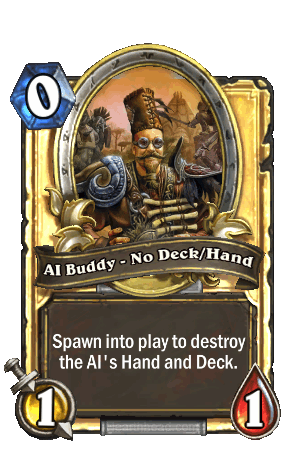 0
AI Buddy - No Deck/Hand
Spawn into play to destroy
the AI's Hand and Deck.
1
1